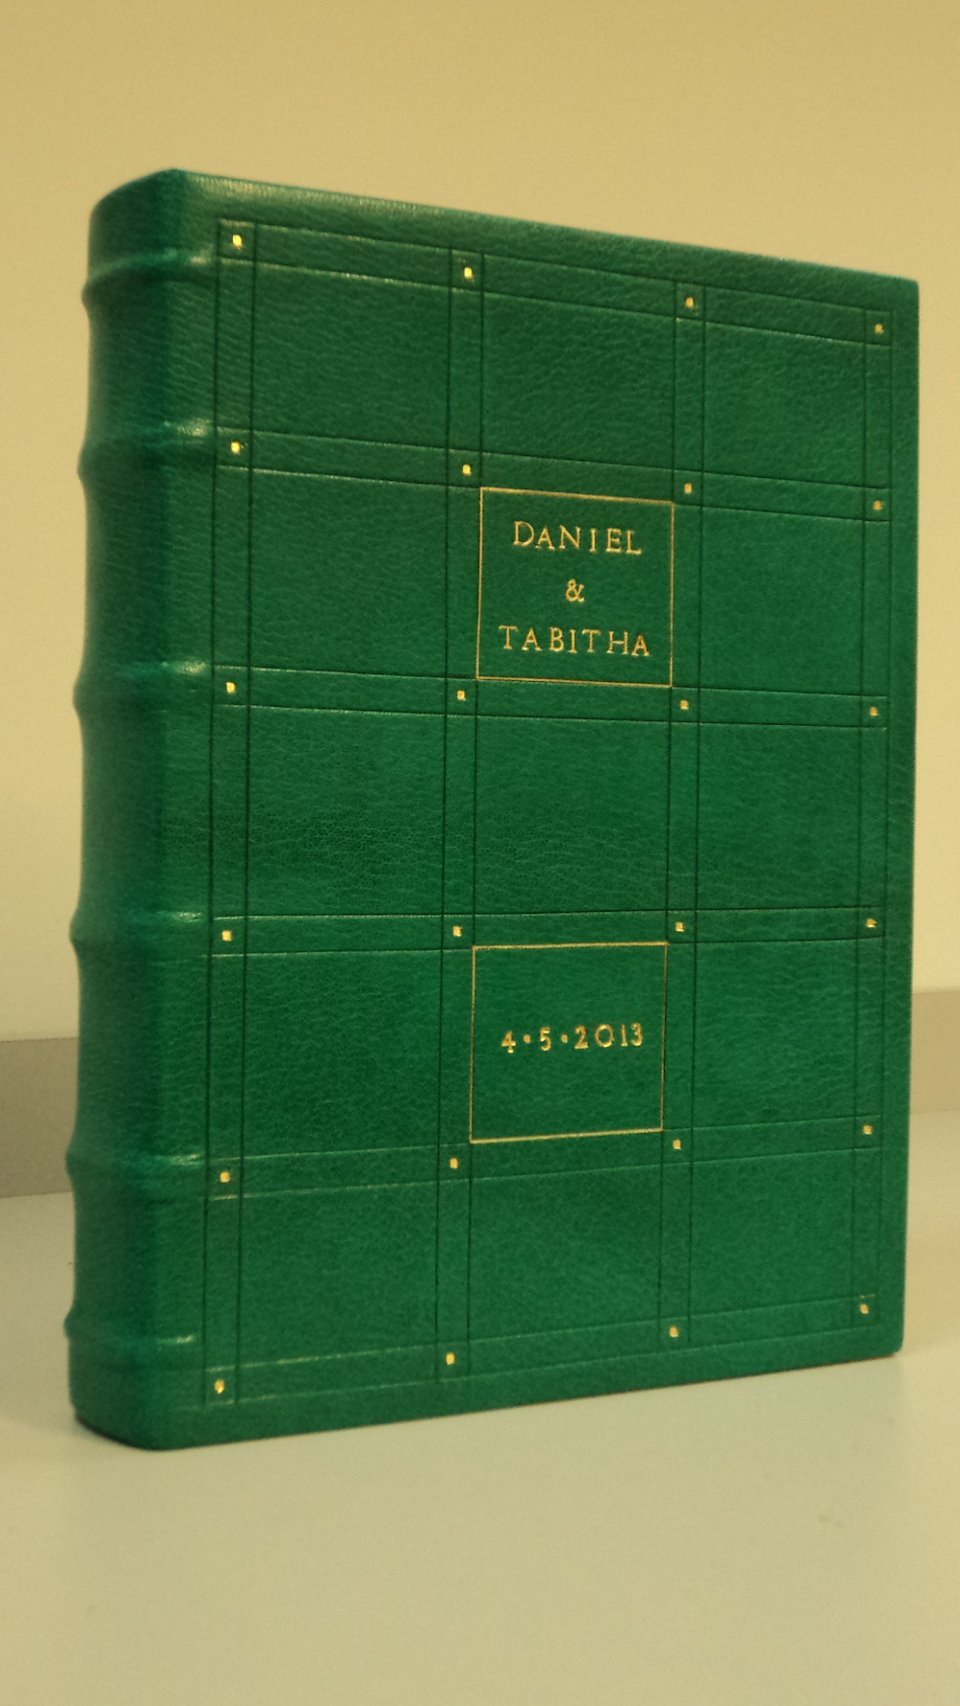 DANIEL
&
TABITHA
4·5·2013